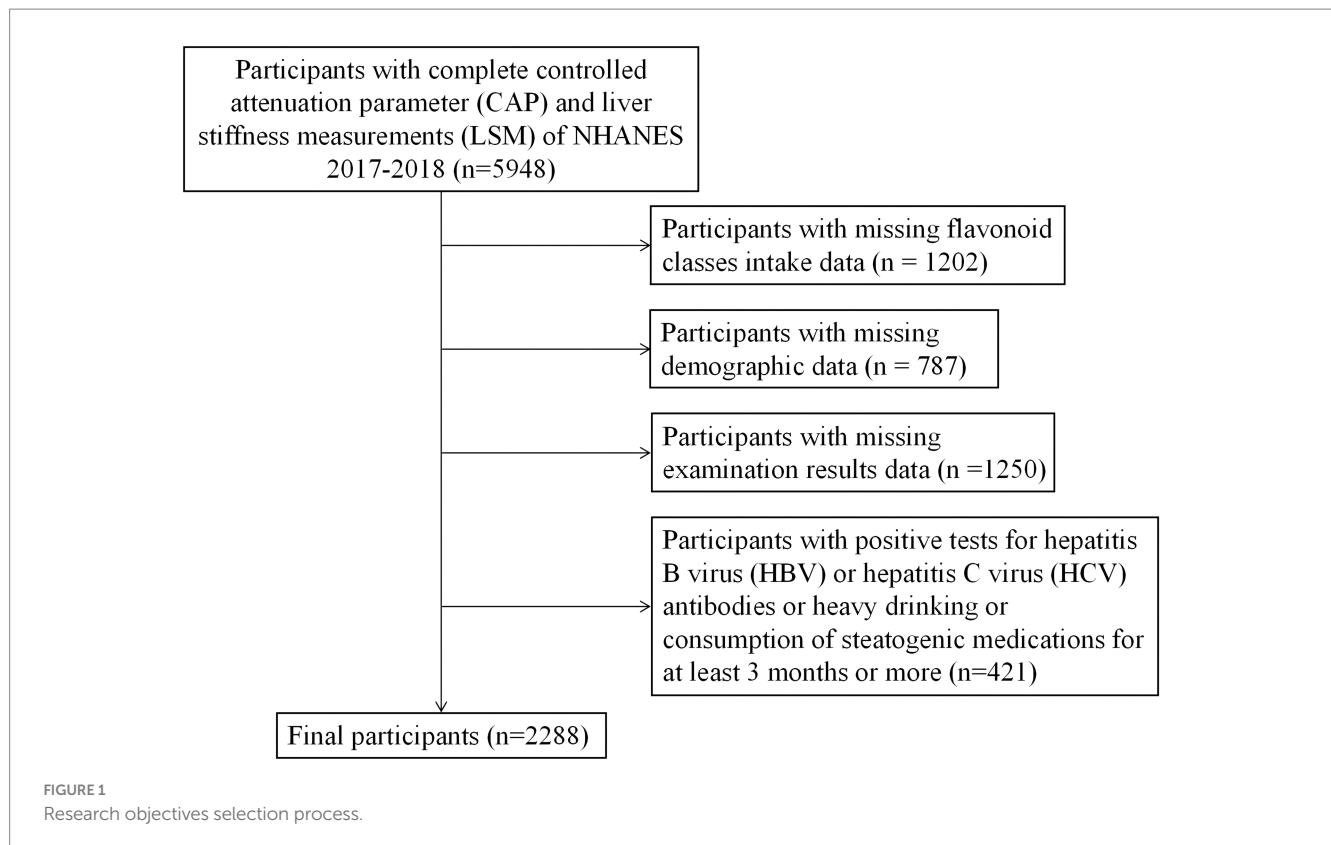 Participants with complete controlled
attenuation parameter (CAP) and liver
stiffness measurements (LSM) of NHANES
2017-2018 (n=5948)
Participants with missing flavonoid
classes intake data (n = 1202)
Participants with missing
demographic data (n = 787)
Participants with missing
examination results data (n =1250)
Participants with positive tests for hepatitis
B virus (HBV) or hepatitis C virus (HCV)
antibodies or heavy drinking or
consumption of steatogenic medications for
at least 3 months or more (n=421)
Final participants (n=2288)
FIGURE 1
Research objectives selection process.